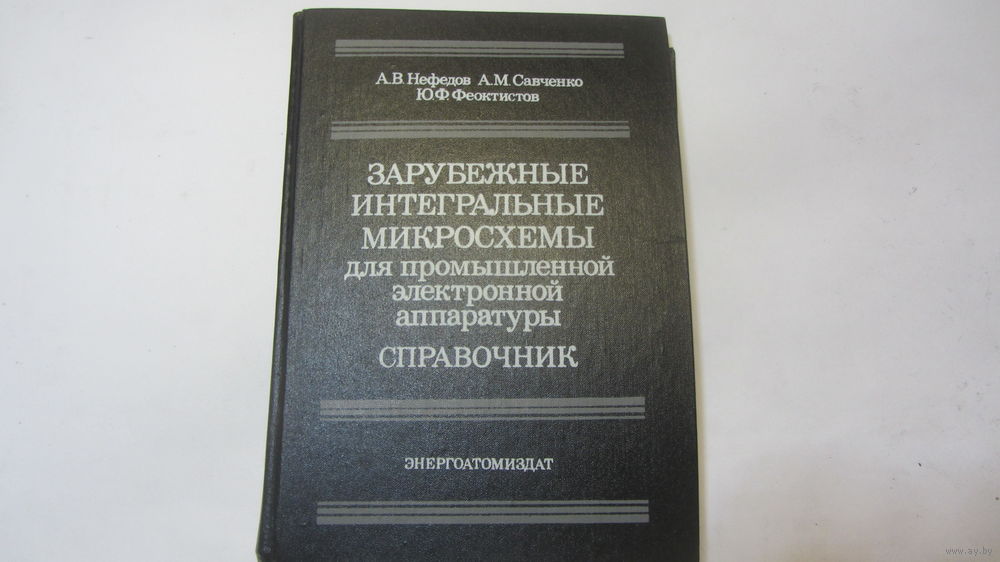 А.В. Нефедов А.М. Савченко
Ю.Ф. Феоктистов
ЗАРУБЕЖНЫЕ
ИНТЕГРАЛЬНЫЕ
МИКРОСХЕМЫ
для промышленной
электронной
аппаратуры
СПРАВОЧНИК
ЭНЕРГОАТОМИЗДАТ
www.ay.by